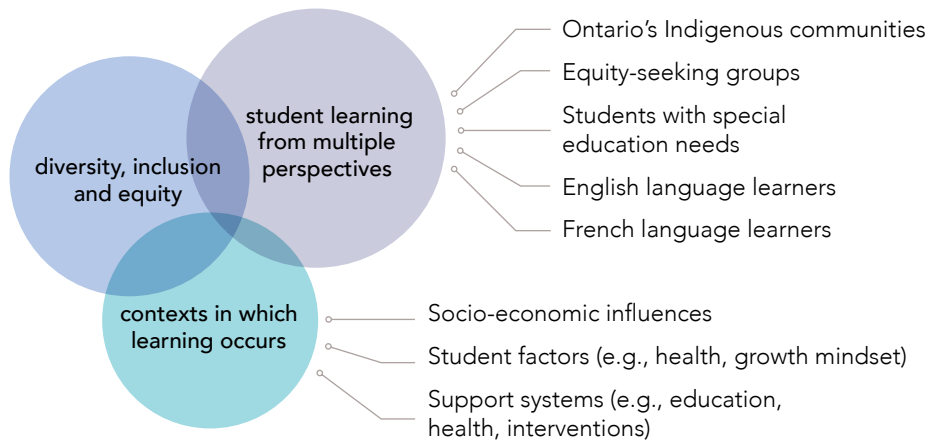 diversity, inclusion
and equity
student learning
from multiple
perspectives
Ontario’s Indigenous communities
Equity-seeking groups
Students with special
education needs
English language learners
French language learners
contexts in which
learning occurs
Socio-economic influences
Student factors (e.g., health, growth mindset)
Support systems (e.g., education,
health, interventions)